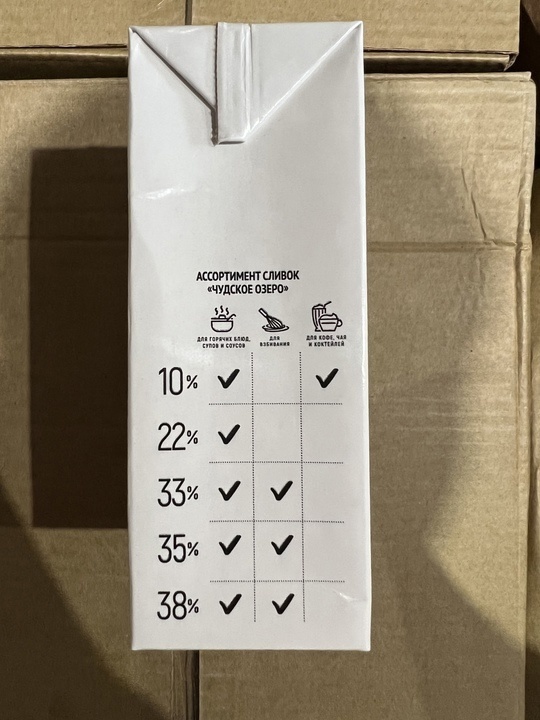 АССОРТИМЕНТ СЛИВОК
«ЧУДСКОЕ ОЗЕРО»
ДЛЯ ГОРЯЧИХ БЛЮД, СУПОВ И СОУСОВ
ДЛЯ ВЗБИВАНИЯ
ДЛЯ КОФЕ, ЧАЯ И КОКТЕЙЛЕЙ
10% ✓ ✓
22% ✓
33% ✓ ✓
35% ✓ ✓
38% ✓ ✓